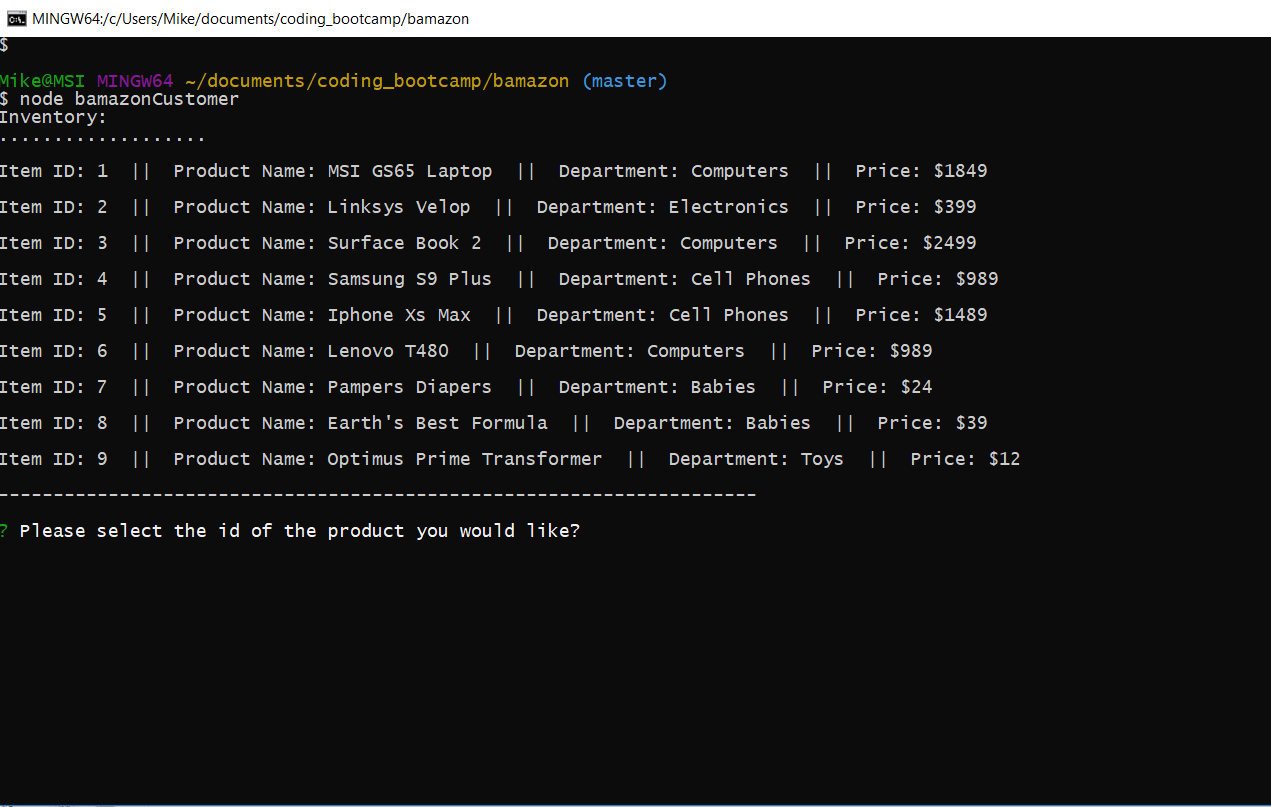 MINGW64:/c/Users/Mike/documents/coding_bootcamp/bamazon
$
Mike@MSI MINGW64 ~/documents/coding_bootcamp/bamazon (master)
$ node bamazonCustomer
Inventory:
...................
Item ID: 1  ||  Product Name: MSI GS65 Laptop  ||  Department: Computers  ||  Price: $1849
Item ID: 2  ||  Product Name: Linksys Velop  ||  Department: Electronics  ||  Price: $399
Item ID: 3  ||  Product Name: Surface Book 2  ||  Department: Computers  ||  Price: $2499
Item ID: 4  ||  Product Name: Samsung S9 Plus  ||  Department: Cell Phones  ||  Price: $989
Item ID: 5  ||  Product Name: Iphone Xs Max  ||  Department: Cell Phones  ||  Price: $1489
Item ID: 6  ||  Product Name: Lenovo T480  ||  Department: Computers  ||  Price: $989
Item ID: 7  ||  Product Name: Pampers Diapers  ||  Department: Babies  ||  Price: $24
Item ID: 8  ||  Product Name: Earth's Best Formula  ||  Department: Babies  ||  Price: $39
Item ID: 9  ||  Product Name: Optimus Prime Transformer  ||  Department: Toys  ||  Price: $12
---------------------------------------------------------------------
? Please select the id of the product you would like?